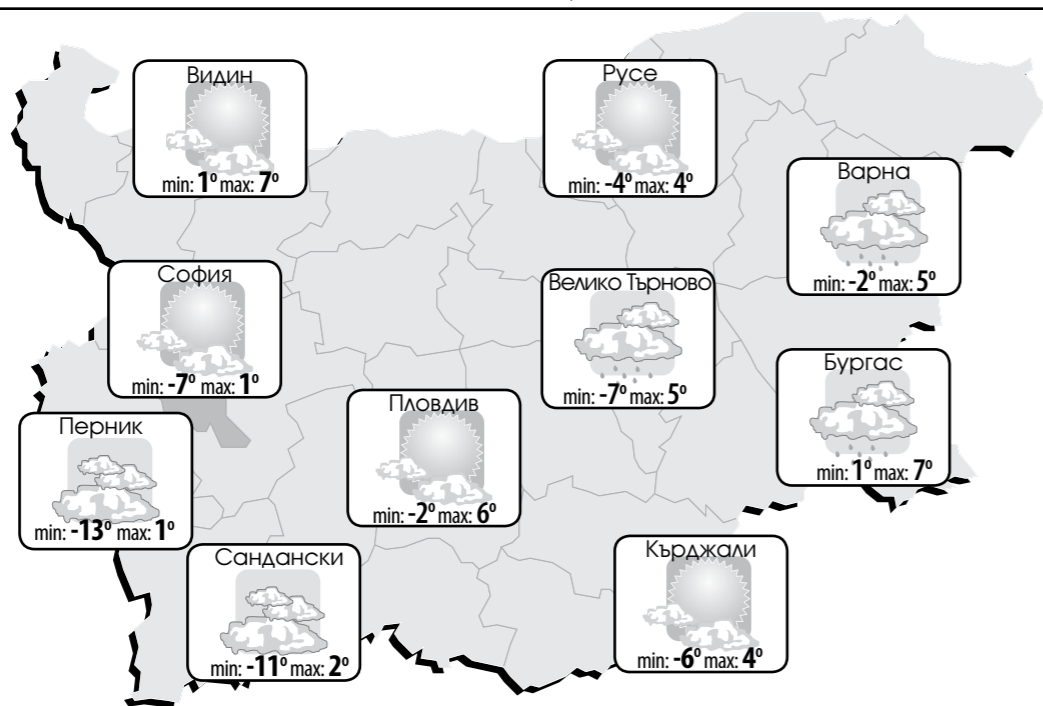 Видин
min: 1° max: 7°
Русе
min: -4° max: 4°
Варна
min: -2° max: 5°
София
min: -7° max: 1°
Велико Търново
min: -7° max: 5°
Бургас
min: 1° max: 7°
Пловдив
min: -2° max: 6°
Перник
min: -13° max: 1°
Сандански
min: -11° max: 2°
Кърджали
min: -6° max: 4°